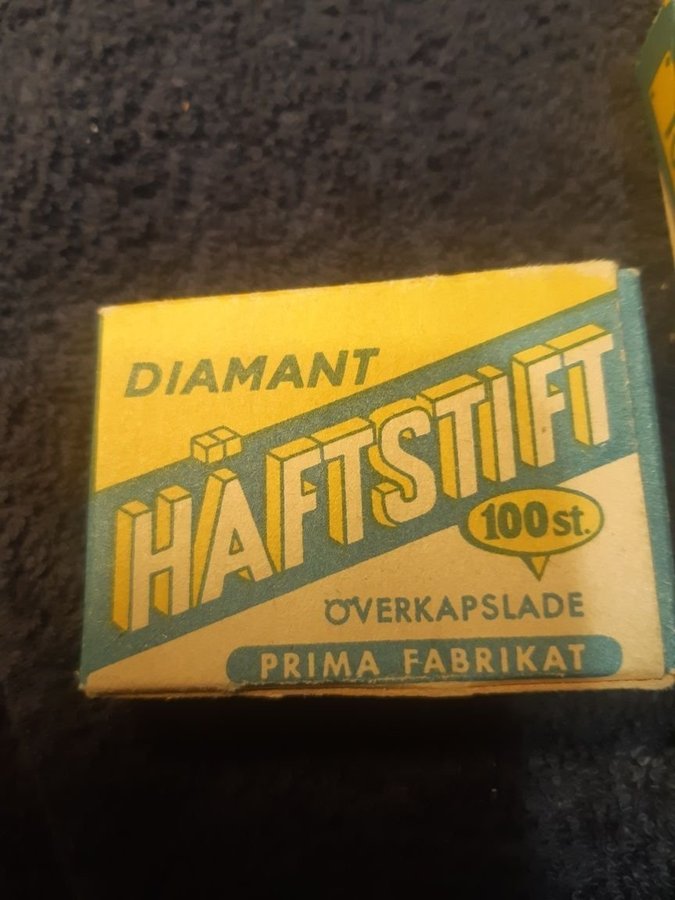 DIAMANT
HÄFTSTIFT
100 st.
ÖVERKAPSLADE
PRIMA FABRIKAT